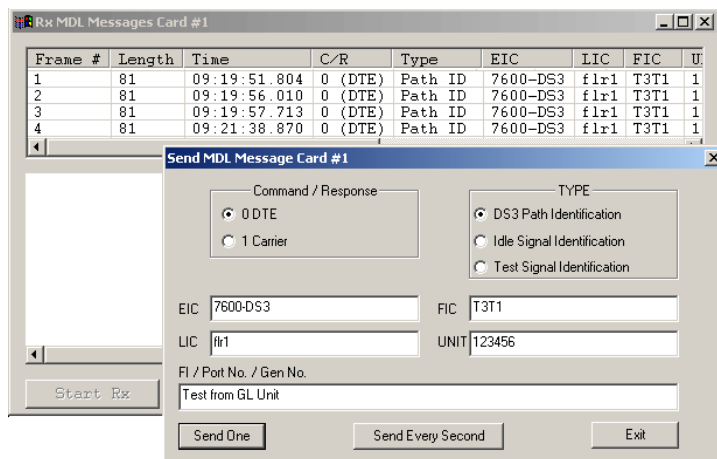 Rx MDL Messages Card #1
Frame # Length Time C/R Type EIC LIC FIC U
1 81 09:19:51.804 0 (DTE) Path ID 7600-DS3 flr1 T3T1 1
2 81 09:19:56.010 0 (DTE) Path ID 7600-DS3 flr1 T3T1 1
3 81 09:19:57.713 0 (DTE) Path ID 7600-DS3 flr1 T3T1 1
4 81 09:21:38.870 0 (DTE) Path ID 7600-DS3 flr1 T3T1 1
Send MDL Message Card #1
Command / Response TYPE
0 DTE DS3 Path Identification
1 Carrier Idle Signal Identification
Test Signal Identification
EIC 7600-DS3 FIC T3T1
LIC flr1 UNIT 123456
FI / Port No. / Gen No.
Test from GL Unit
Start Rx
Send One Send Every Second Exit